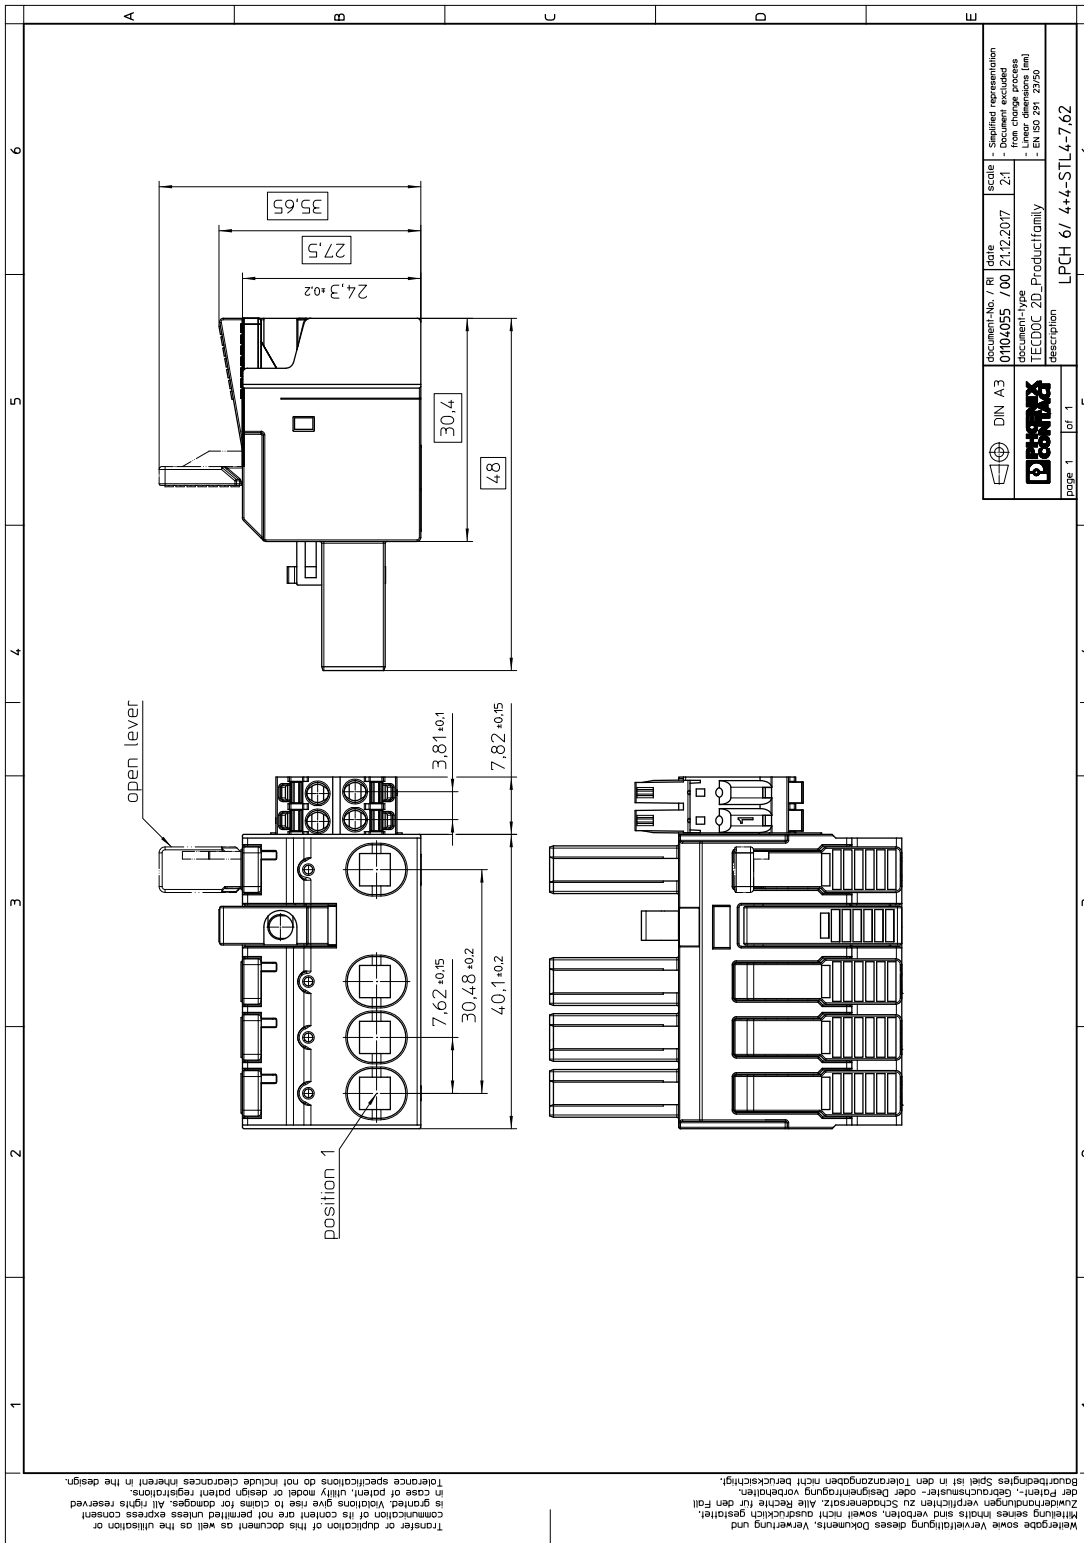 1
2
3
4
5
6
A
B
C
D
E
open lever
position 1
3,81 ±0,1
7,82 ±0,15
7,62 ±0,15
30,48 ±0,2
40,1 ±0,2
35,65
27,5
24,3 ±0,2
30,4
48
1
DIN A3
PHOENIX CONTACT
page 1 of 1
document-No. / RI
01104055 / 00
date
21.12.2017
scale
2:1
document-type
TECDOC 2D_Productfamily
description
LPCH 6/ 4+4-STL4-7,62
- Simplified representation
- Document excluded
from change process
- Linear dimensions [mm]
- EN ISO 291 23/50
Transfer or duplication of this document as well as the utilisation or
communication of its content are not permitted unless express consent
is granted. Violations give rise to claims for damages. All rights reserved
in case of patent, utility model or design patent registrations.
Tolerance specifications do not include clearances inherent in the design.
Weitergabe sowie Vervielfältigung dieses Dokuments, Verwertung und
Mitteilung seines Inhalts sind verboten, soweit nicht ausdrücklich gestattet.
Zuwiderhandlungen verpflichten zu Schadenersatz. Alle Rechte für den Fall
der Patent-, Gebrauchsmuster- oder Designeintragung vorbehalten.
Bauartbedingtes Spiel ist in den Toleranzangaben nicht berücksichtigt.